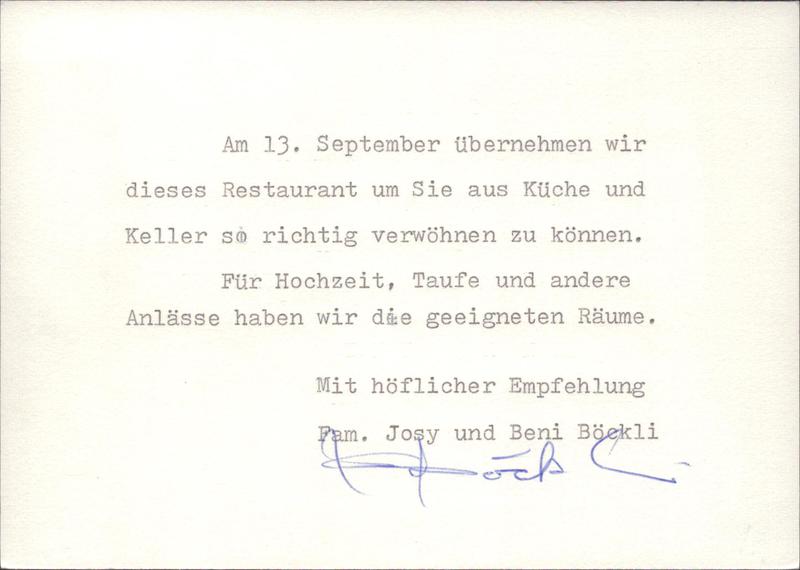 Am 13. September übernehmen wir
dieses Restaurant um Sie aus Küche und
Keller so richtig verwöhnen zu können.
Für Hochzeit, Taufe und andere
Anlässe haben wir die geeigneten Räume.
Mit höflicher Empfehlung
Fam. Josy und Beni Böckli